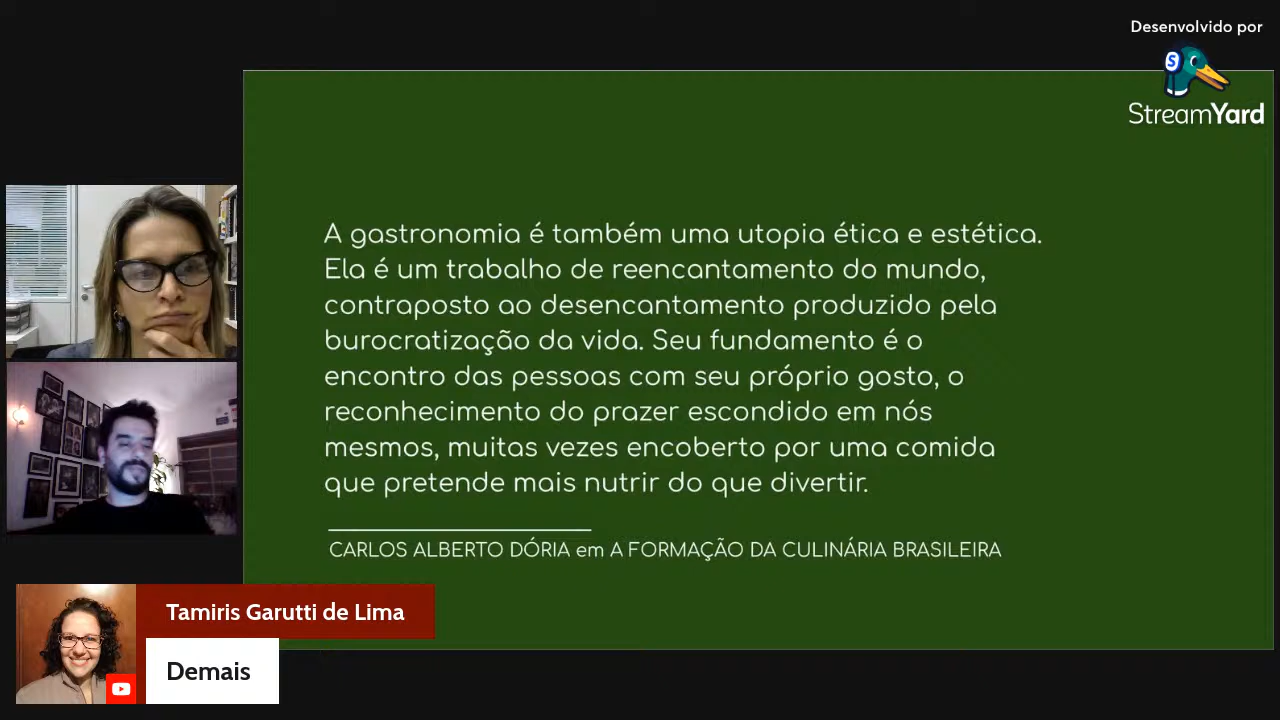 Desenvolvido por
S
StreamYard
A gastronomia é também uma utopia ética e estética.
Ela é um trabalho de reencantamento do mundo,
contraposto ao desencantamento produzido pela
burocratização da vida. Seu fundamento é o
encontro das pessoas com seu próprio gosto, o
reconhecimento do prazer escondido em nós
mesmos, muitas vezes encoberto por uma comida
que pretende mais nutrir do que divertir.
CARLOS ALBERTO DÓRIA em A FORMAÇÃO DA CULINÁRIA BRASILEIRA
Tamiris Garutti de Lima
Demais